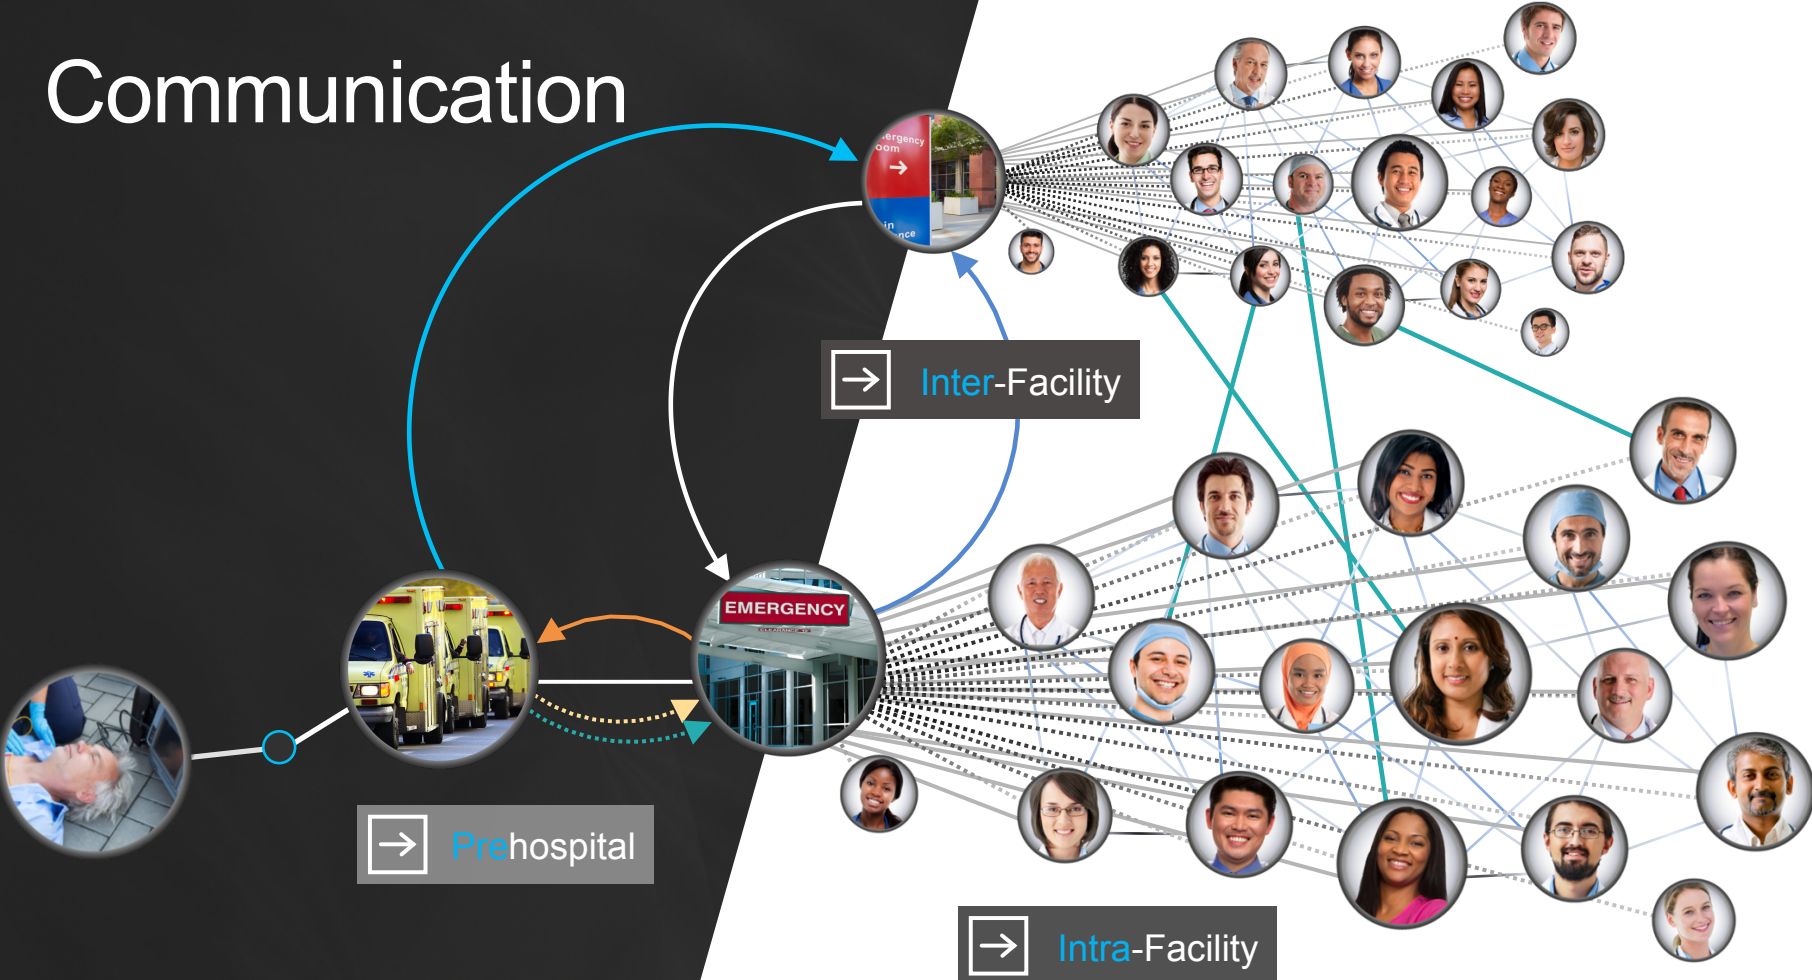 Communication
Inter-Facility
EMERGENCY
Prehospital
Intra-Facility